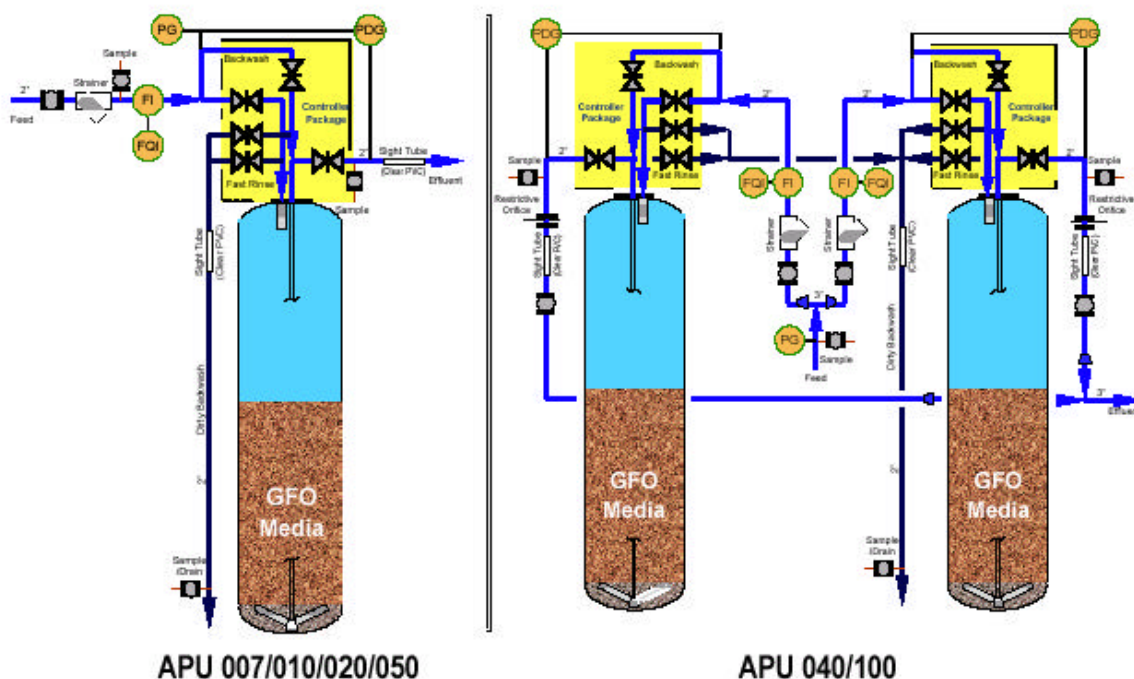 PG
PDG
Sample
Backwash
Strainer
2"
FI
Controller
Package
Feed
FQI
2"
Sight Tube
(Clear PVC)
Effluent
Fast Rinse
Sample
Sight Tube
(Clear PVC)
Dirty Backwash
2"
GFO
Media
Sample
/Drain
APU 007/010/020/050
PDG
Backwash
Controller
Package
2"
2"
Sample
Fast Rinse
Restrictive
Orifice
Sight Tube
(Clear PVC)
FQI
FI
Strainer
3"
PG
Sample
Feed
GFO
Media
PDG
Backwash
2"
Controller
Package
2"
Sample
FI
FQI
Fast Rinse
Restrictive
Orifice
Strainer
Sight Tube
(Clear PVC)
Sight Tube
(Clear PVC)
Dirty Backwash
3"
Effluent
2"
GFO
Media
Sample
/Drain
APU 040/100